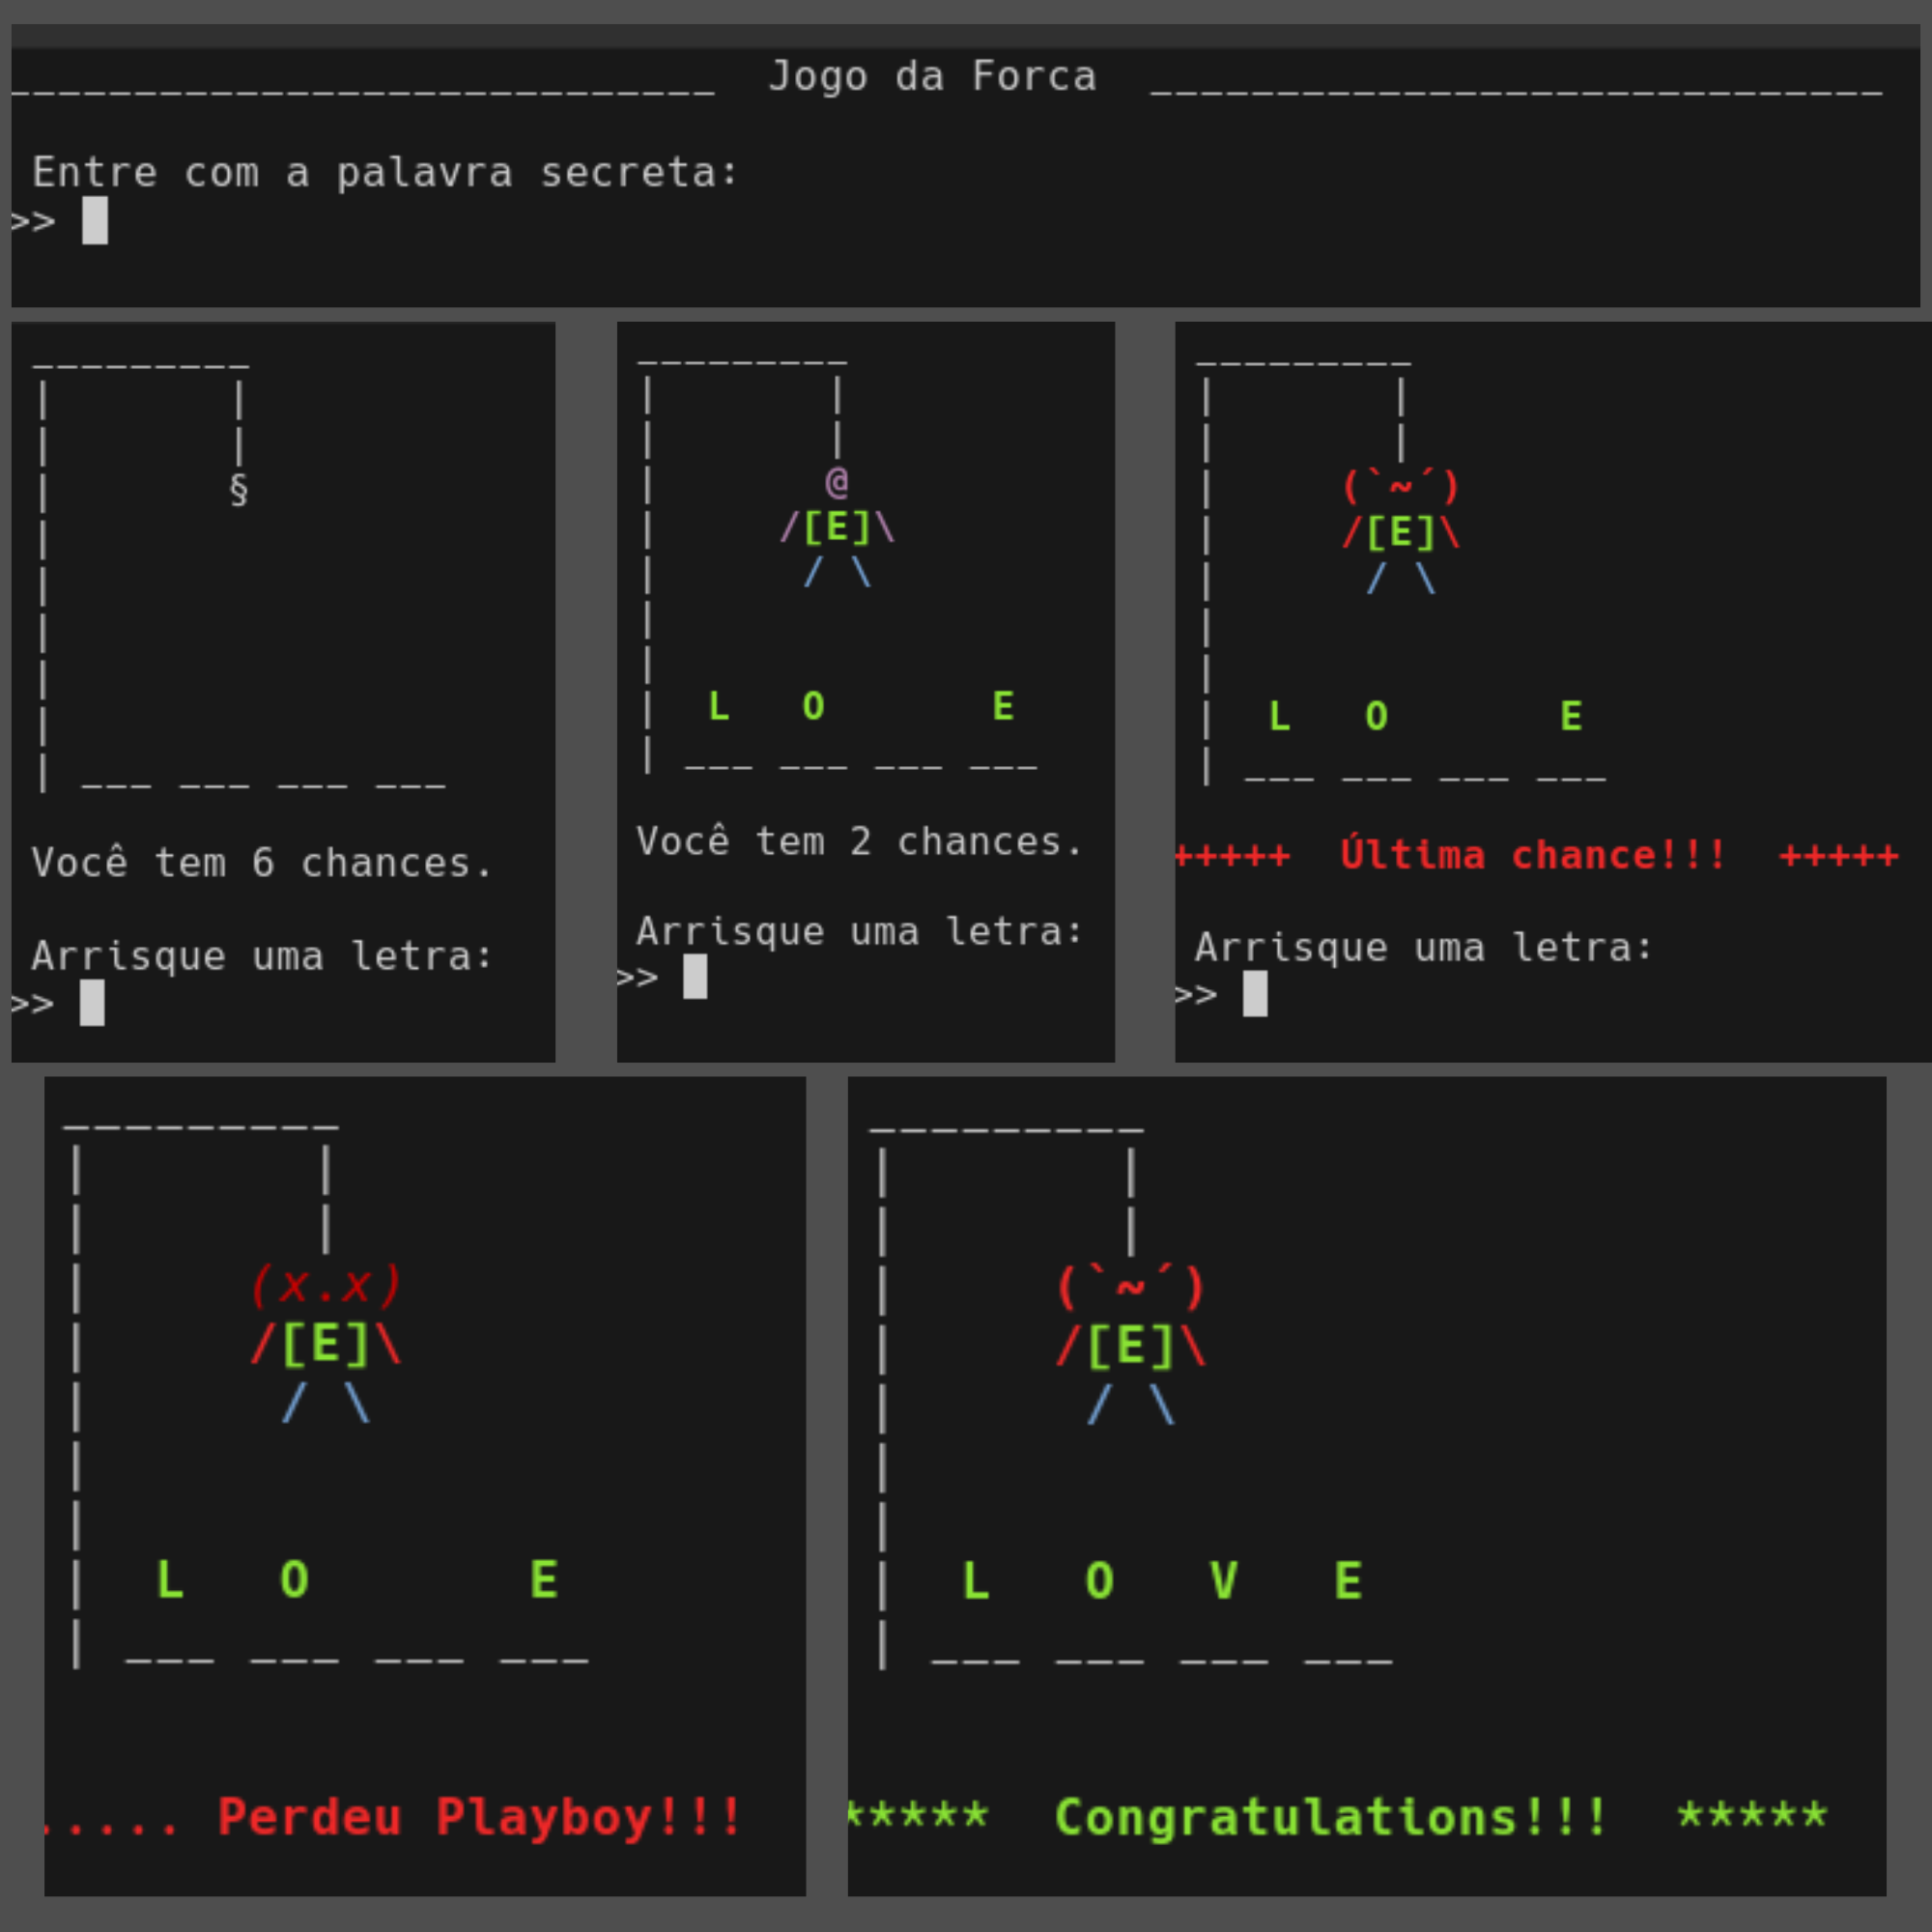 Jogo da Forca
Entre com a palavra secreta:
>>
§
Você tem 6 chances.
Arrisque uma letra:
>>
@
/[E]\
/ \
L O E
Você tem 2 chances.
Arrisque uma letra:
>>
(`~´)
/[E]\
/ \
L O E
+++++ Última chance!!! +++++
Arrisque uma letra:
>>
(x.x)
/[E]\
/ \
L O E
..... Perdeu Playboy!!!
(`~´)
/[E]\
/ \
L O V E
***** Congratulations!!! *****